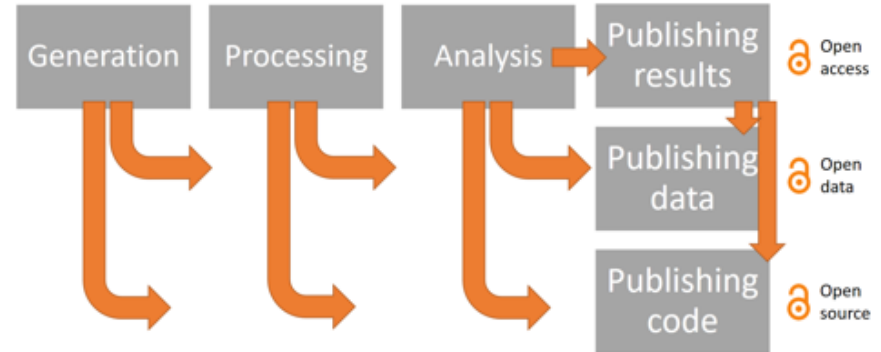 Generation
Processing
Analysis
Publishing
results
Open
access
Publishing
data
Open
data
Publishing
code
Open
source